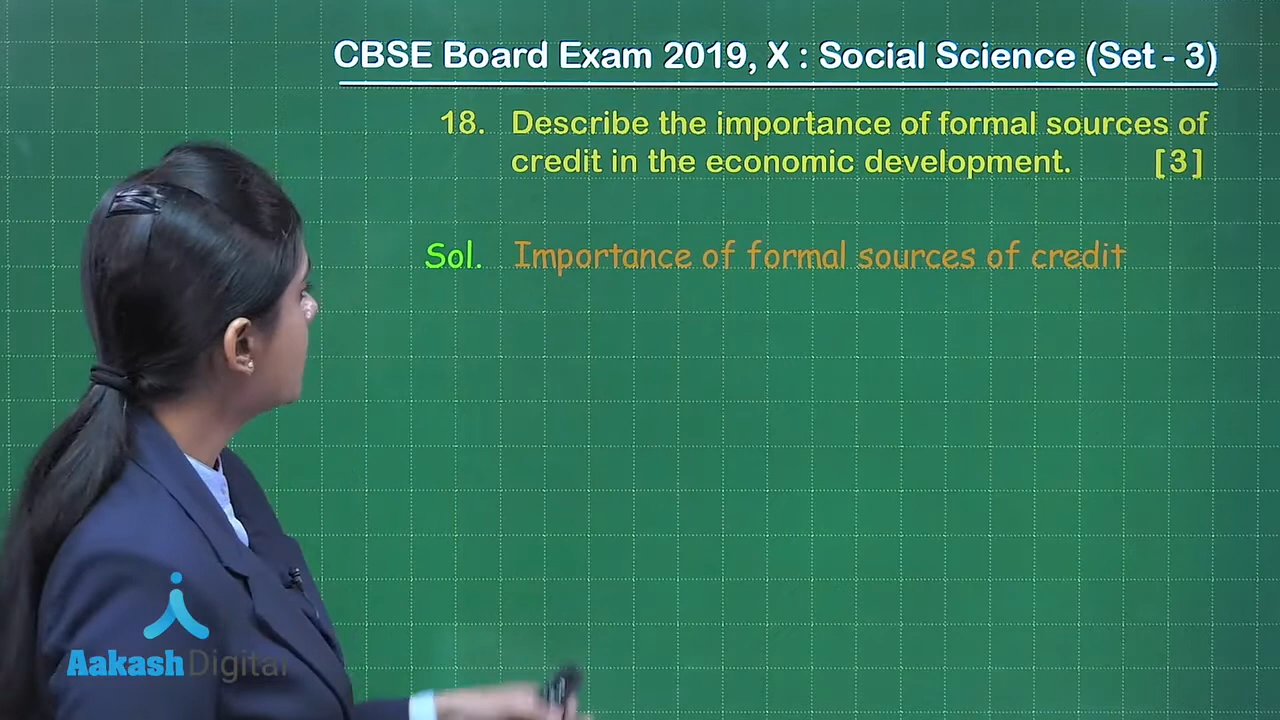 CBSE Board Exam 2019, X : Social Science (Set - 3)
18. Describe the importance of formal sources of
credit in the economic development. [3]
Sol. Importance of formal sources of credit
Aakash Digital